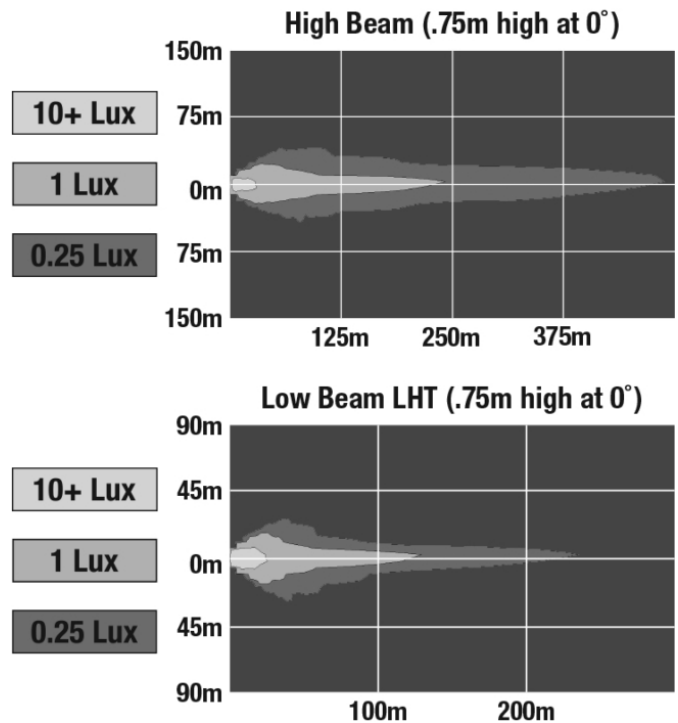 High Beam (.75m high at 0˚)
150m
10+ Lux
75m
1 Lux
0m
0.25 Lux
75m
150m
125m 250m 375m
Low Beam LHT (.75m high at 0˚)
90m
10+ Lux
45m
1 Lux
0m
0.25 Lux
45m
90m
100m 200m